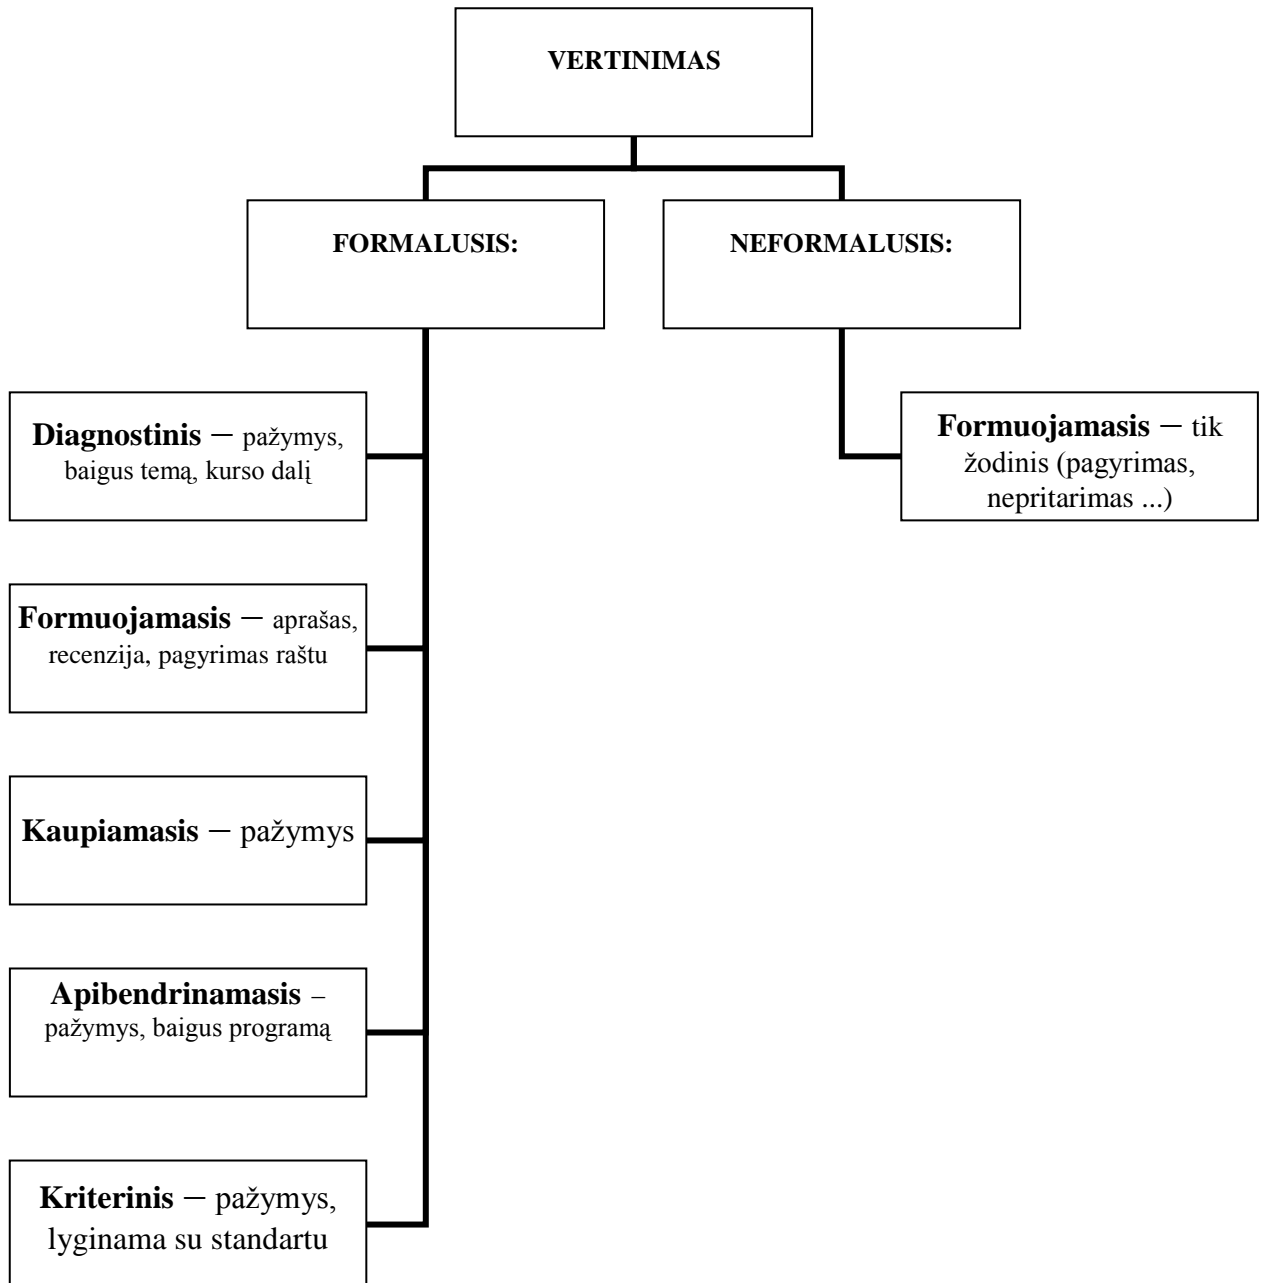 VERTINIMAS
FORMALUSIS:
NEFORMALUSIS:
Diagnostinis – pažymys,
baigus temą, kurso dalį
Formuojamasis – tik
žodinis (pagyrimas,
nepritarimas ...)
Formuojamasis – aprašas,
recenzija, pagyrimas raštu
Kaupiamasis – pažymys
Apibendrinamasis –
pažymys, baigus programą
Kriterinis – pažymys,
lyginama su standartu